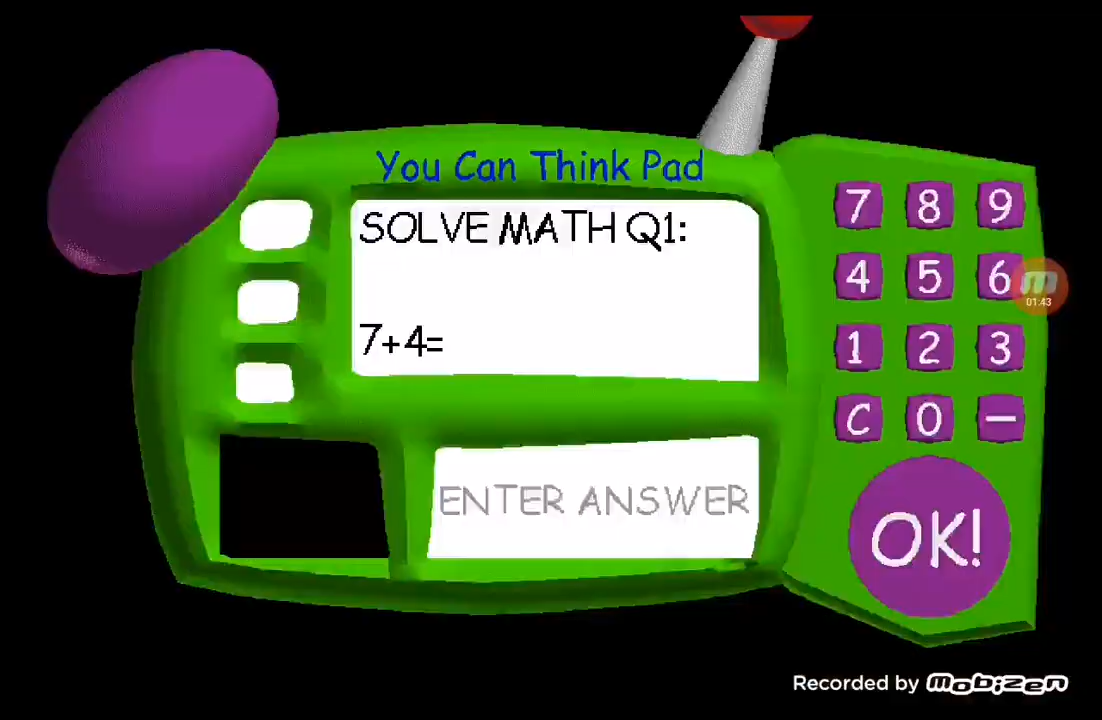 You Can Think Pad
SOLVE MATH Q1:
7+4=
ENTER ANSWER
7 8 9
4 5 6
1 2 3
C 0 –
OK!
01:43
Recorded by mobizen